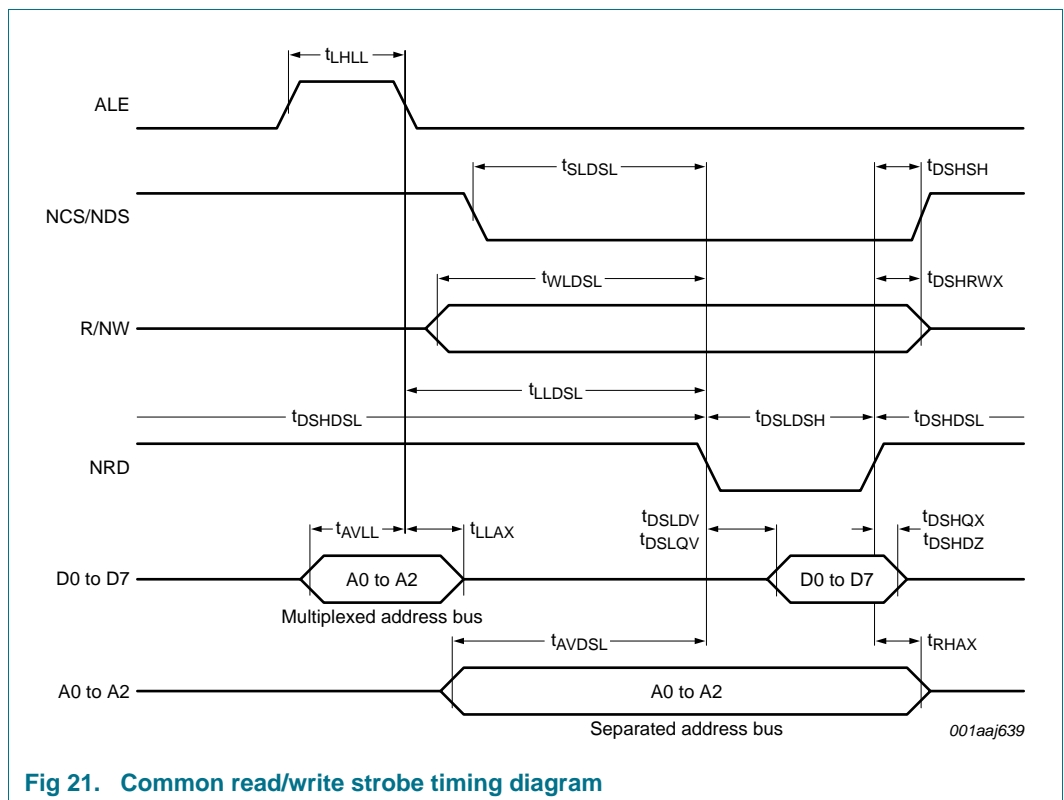 tLHLL
ALE
tSLDSL
tDSHSH
NCS/NDS
tWLDSL
tDSHRWX
R/NW
tLLDSL
tDSHDSL
tDSLDSH
tDSHDSL
NRD
tAVLL
tLLAX
tDSLDV
tDSLQV
tDSHQX
tDSHDZ
D0 to D7
A0 to A2
D0 to D7
Multiplexed address bus
tAVDSL
tRHAX
A0 to A2
A0 to A2
Separated address bus
001aaj639
Fig 21. Common read/write strobe timing diagram